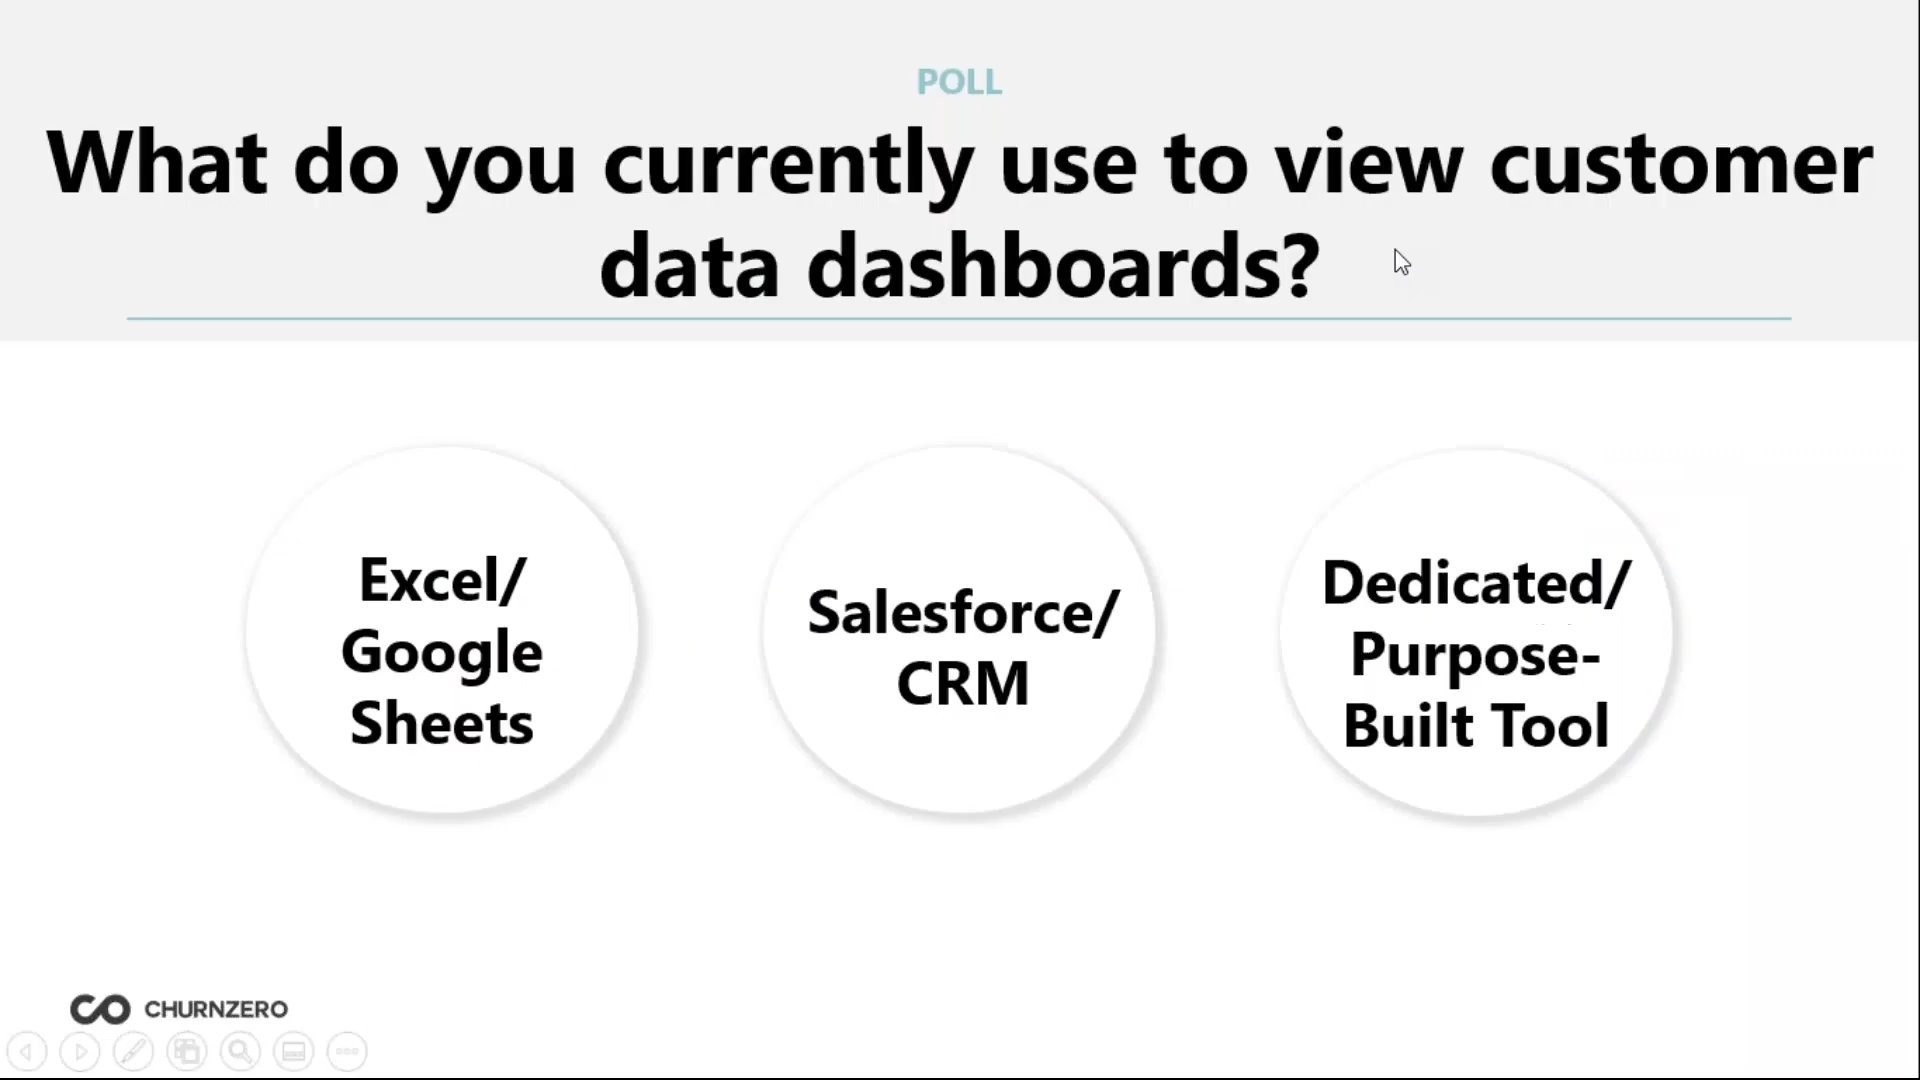 POLL
What do you currently use to view customer
data dashboards?
Excel/
Google
Sheets
Salesforce/
CRM
Dedicated/
Purpose-
Built Tool
CHURNZERO